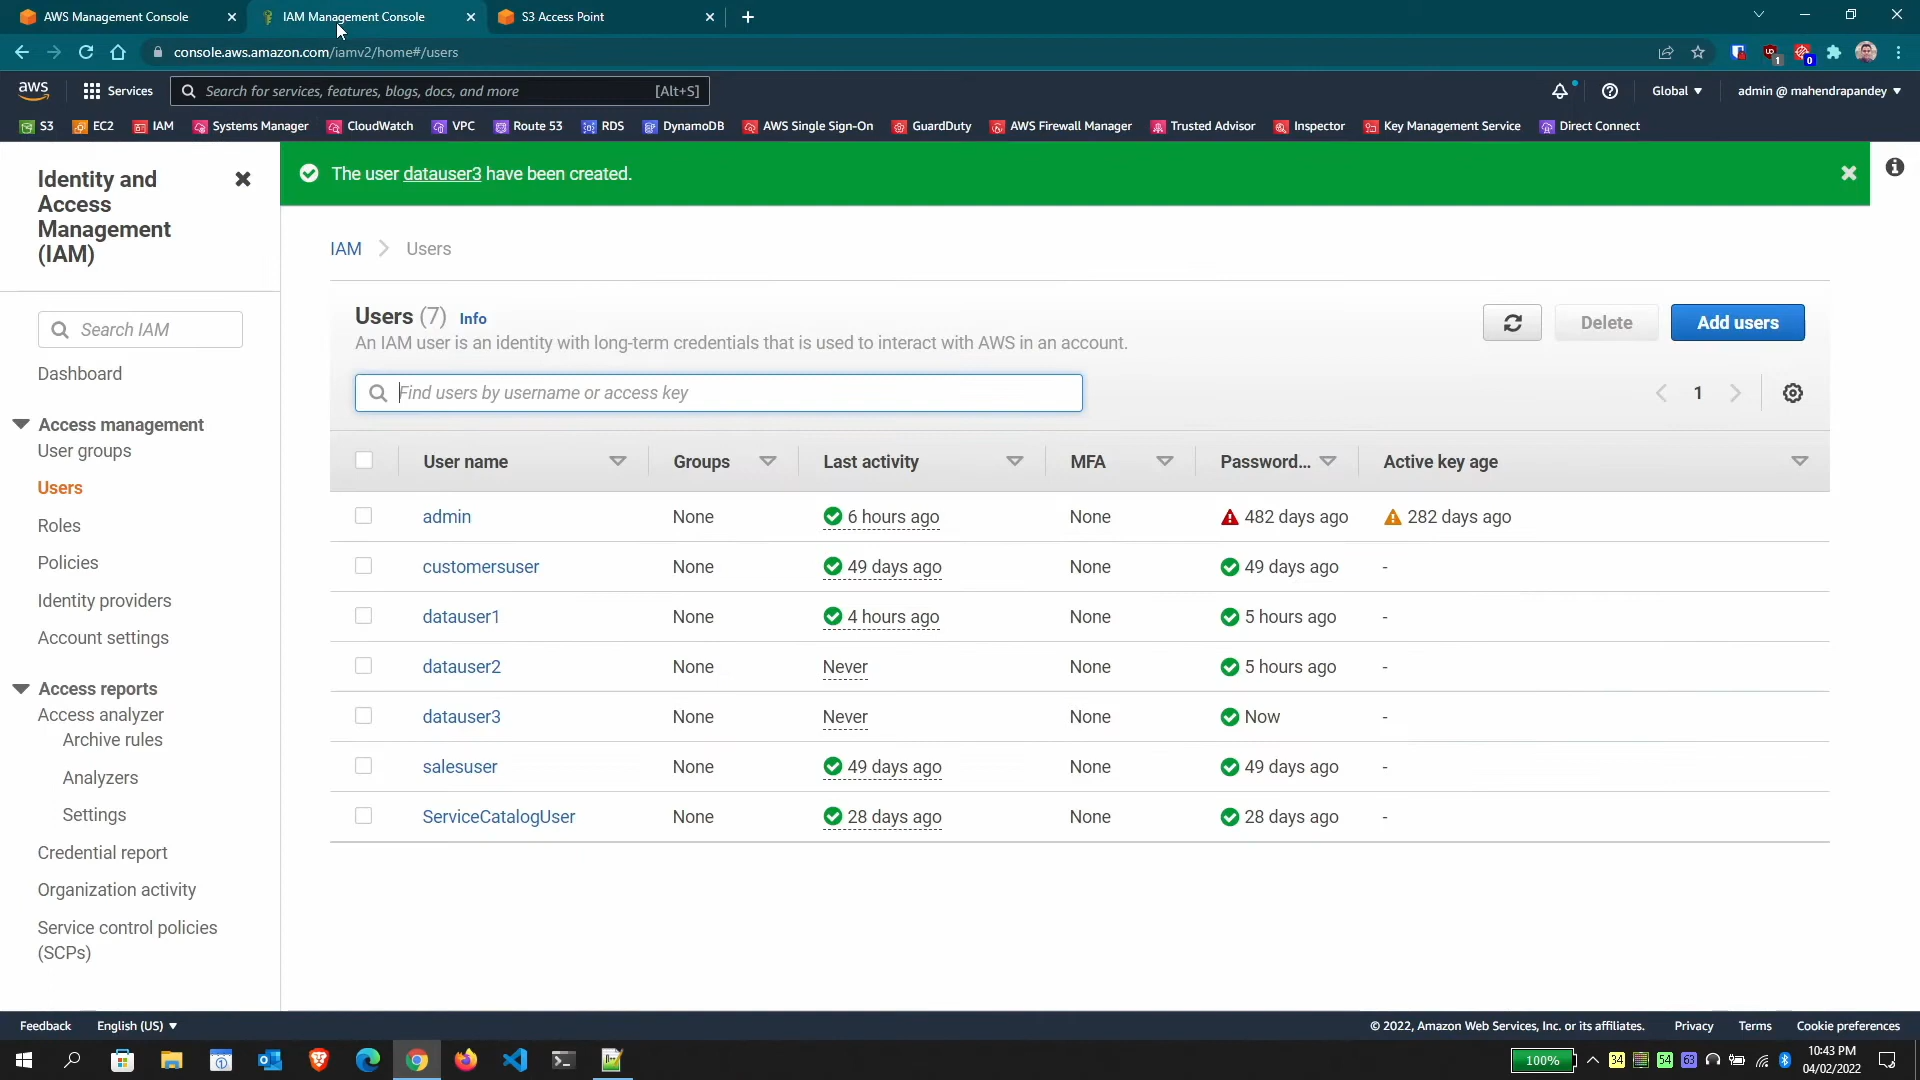 AWS Management Console
IAM Management Console
S3 Access Point
console.aws.amazon.com/iamv2/home#/users
1
0
aws
Services
Search for services, features, blogs, docs, and more
[Alt+S]
Global
admin @ mahendrapandey
S3
EC2
IAM
Systems Manager
CloudWatch
VPC
Route 53
RDS
DynamoDB
AWS Single Sign-On
GuardDuty
AWS Firewall Manager
Trusted Advisor
Inspector
Key Management Service
Direct Connect
Identity and
Access
Management
(IAM)
Search IAM
Dashboard
Access management
User groups
Users
Roles
Policies
Identity providers
Account settings
Access reports
Access analyzer
Archive rules
Analyzers
Settings
Credential report
Organization activity
Service control policies
(SCPs)
The user datauser3 have been created.
IAM
Users
Users (7) Info
An IAM user is an identity with long-term credentials that is used to interact with AWS in an account.
Delete
Add users
Find users by username or access key
1
User name Groups Last activity MFA Password... Active key age
admin None 6 hours ago None 482 days ago 282 days ago
customersuser None 49 days ago None 49 days ago -
datauser1 None 4 hours ago None 5 hours ago -
datauser2 None Never None 5 hours ago -
datauser3 None Never None Now -
salesuser None 49 days ago None 49 days ago -
ServiceCatalogUser None 28 days ago None 28 days ago -
Feedback
English (US)
© 2022, Amazon Web Services, Inc. or its affiliates.
Privacy
Terms
Cookie preferences
100%
34
54
63
10:43 PM
04/02/2022